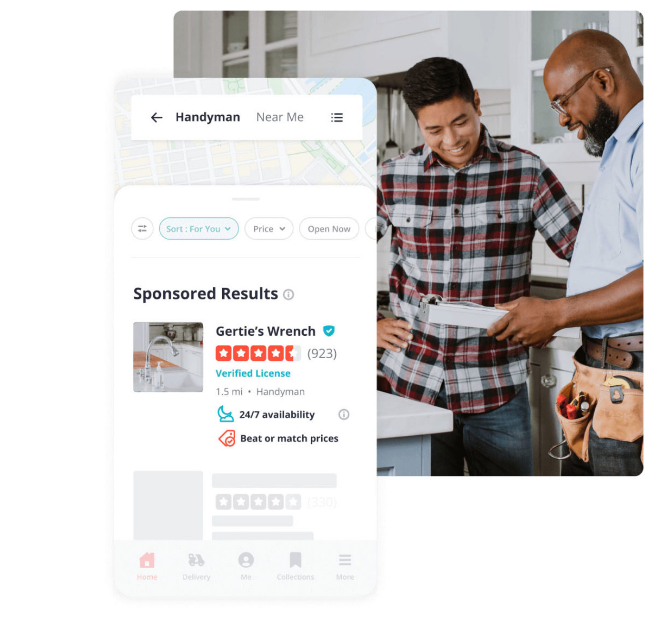 Handyman Near Me
Sort : For You Price Open Now
Sponsored Results
Gertie’s Wrench
(923)
Verified License
1.5 mi • Handyman
24/7 availability
Beat or match prices
(330)
Home Delivery Me Collections More